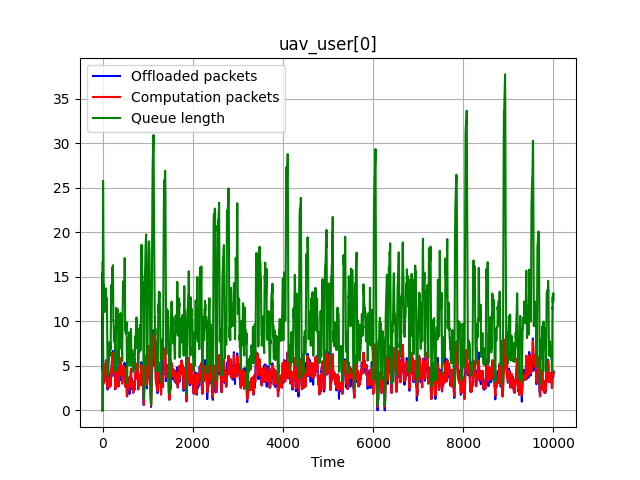 uav_user[0]
Offloaded packets
Computation packets
Queue length
35
30
25
20
15
10
5
0
0 2000 4000 6000 8000 10000
Time